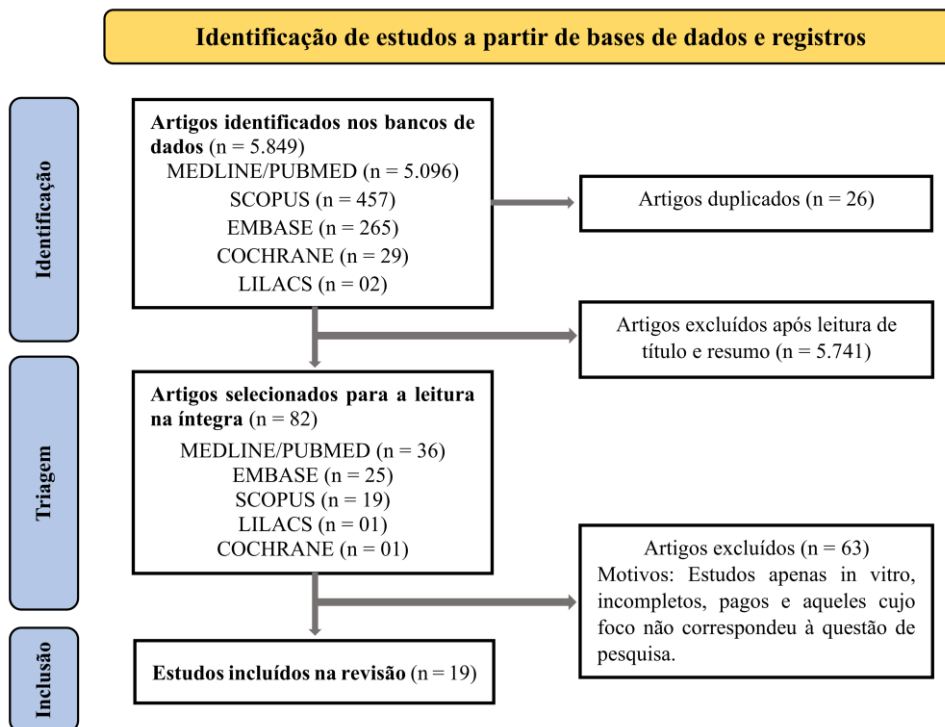 Identificação de estudos a partir de bases de dados e registros
Identificação
Artigos identificados nos bancos de
dados (n = 5.849)
MEDLINE/PUBMED (n = 5.096)
SCOPUS (n = 457)
EMBASE (n = 265)
COCHRANE (n = 29)
LILACS (n = 02)
Artigos duplicados (n = 26)
Artigos excluídos após leitura de
título e resumo (n = 5.741)
Triagem
Artigos selecionados para a leitura
na íntegra (n = 82)
MEDLINE/PUBMED (n = 36)
EMBASE (n = 25)
SCOPUS (n = 19)
LILACS (n = 01)
COCHRANE (n = 01)
Artigos excluídos (n = 63)
Motivos: Estudos apenas in vitro,
incompletos, pagos e aqueles cujo
foco não correspondeu à questão de
pesquisa.
Inclusão
Estudos incluídos na revisão (n = 19)